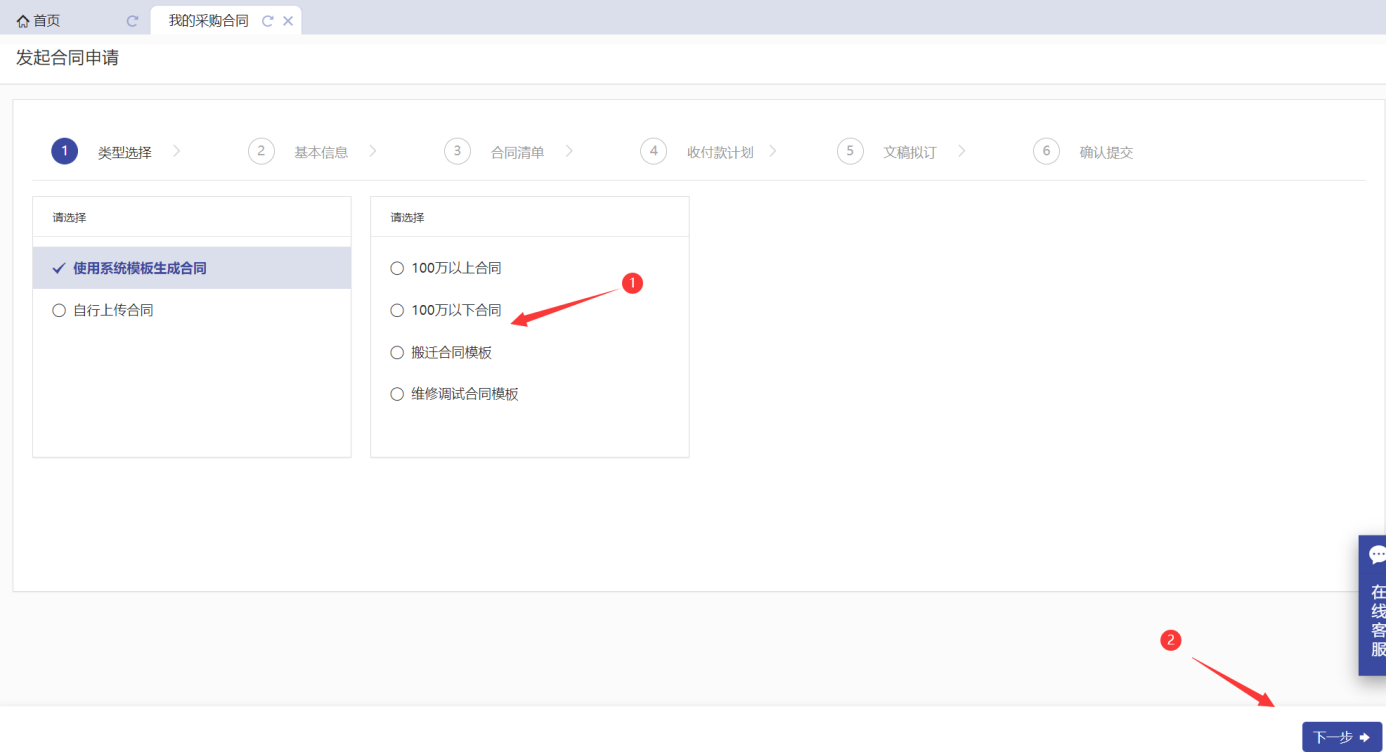 首页 我的采购合同
发起合同申请
1 类型选择 2 基本信息 3 合同清单 4 收付款计划 5 文稿拟订 6 确认提交
请选择
使用系统模板生成合同
自行上传合同
请选择
100万以上合同
100万以下合同
搬迁合同模板
维修调试合同模板
1
在线客服
2
下一步